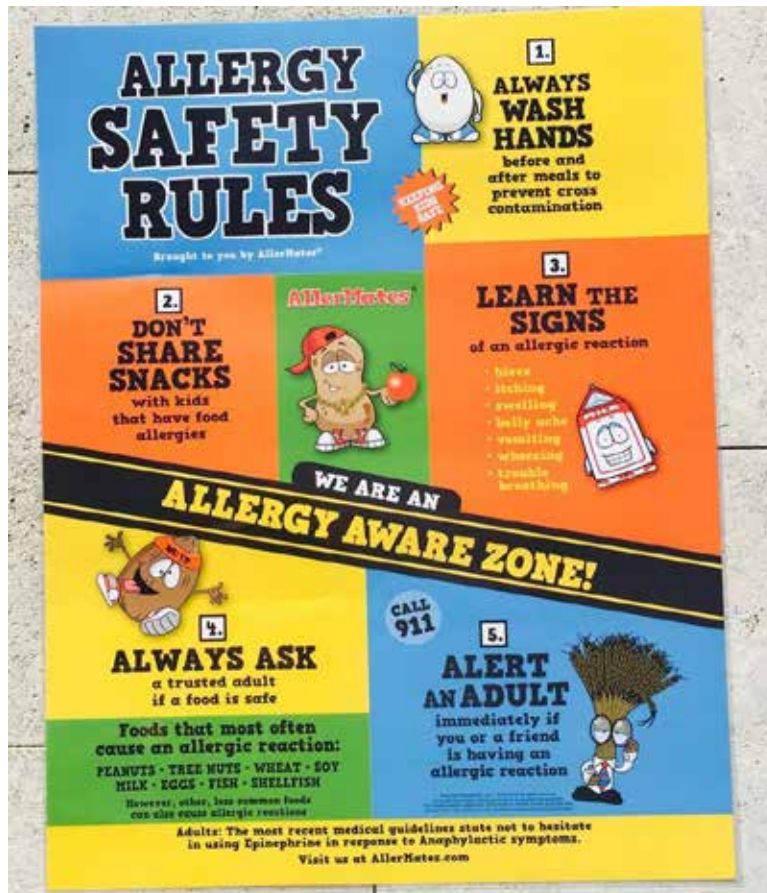 ALLERGY
SAFETY
RULES
Brought to you by AllerMates®
KEEPING
KIDS
SAFE
1.
ALWAYS
WASH
HANDS
before and
after meals to
prevent cross
contamination
2.
DON'T
SHARE
SNACKS
with kids
that have food
allergies
AllerMates®
3.
LEARN THE
SIGNS
of an allergic reaction
• hives
• itching
• swelling
• belly ache
• vomiting
• wheezing
• trouble
breathing
MILK
WE ARE AN
ALLERGY AWARE ZONE!
NUTS
4.
ALWAYS ASK
a trusted adult
if a food is safe
Foods that most often
cause an allergic reaction:
PEANUTS • TREE NUTS • WHEAT • SOY
MILK • EGGS • FISH • SHELLFISH
However, other, less common foods
can also cause allergic reactions
CALL
911
5.
ALERT
AN ADULT
immediately if
you or a friend
is having an
allergic reaction
Adults: The most recent medical guidelines state not to hesitate
in using Epinephrine in response to Anaphylactic symptoms.
Visit us at AllerMates.com